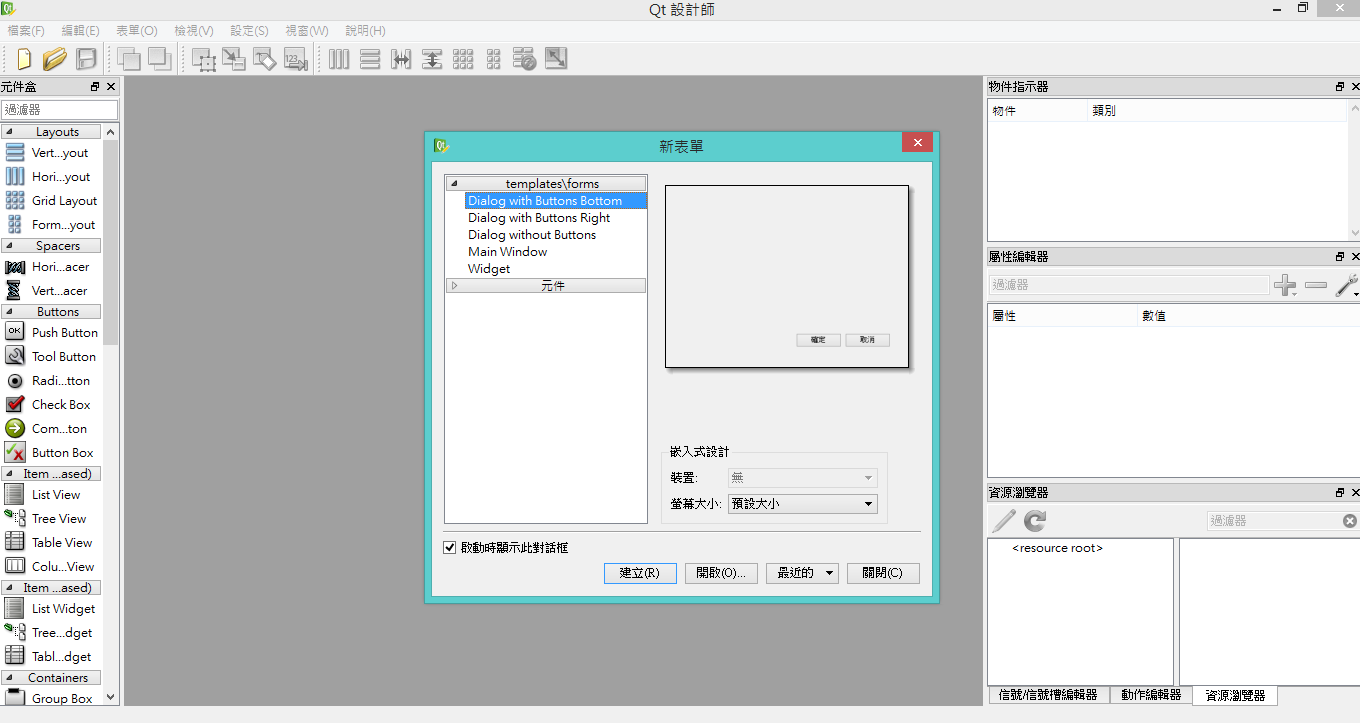 Qt 設計師
檔案(F) 編輯(E) 表單(O) 檢視(V) 設定(S) 視窗(W) 說明(H)
元件盒
過濾器
Layouts
Vert...yout
Hori...yout
Grid Layout
Form...yout
Spacers
Hori...acer
Vert...acer
Buttons
Push Button
Tool Button
Radi...tton
Check Box
Com...ton
Button Box
Item ...ased)
List View
Tree View
Table View
Colu...View
Item ...ased)
List Widget
Tree...dget
Tabl...dget
Containers
Group Box
新表單
templates\forms
Dialog with Buttons Bottom
Dialog with Buttons Right
Dialog without Buttons
Main Window
Widget
元件
確定 取消
嵌入式設計
裝置: 無
螢幕大小: 預設大小
啟動時顯示此對話框
建立(R) 開啟(O)... 最近的 關閉(C)
物件指示器
物件 類別
屬性編輯器
過濾器
屬性 數值
資源瀏覽器
過濾器
<resource root>
信號/信號槽編輯器 動作編輯器 資源瀏覽器